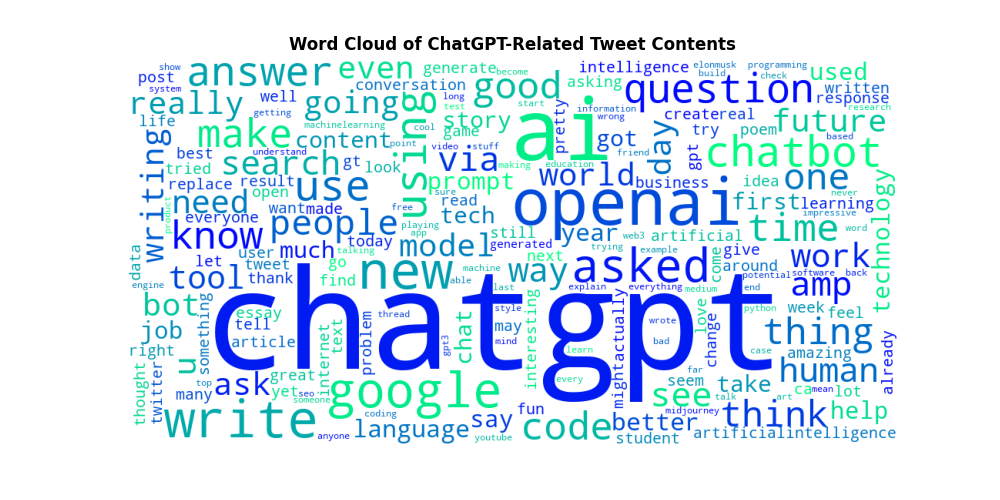 Word Cloud of ChatGPT-Related Tweet Contents
show
system
post
answer
even
generate
become
intelligence
elonmusk
programming
build
check
used
really
well
getting
going
conversation
long
good
asking
question
written
response
research
life
machinelearning
cool
test
story
game
start
ai
pretty
information
wrong
got
day
createreal
try
poem
future
based
writing
best
make
understand
content
point
using
video
stuff
via
making
education
friend
gpt
chatbot
tried
search
gt
look
prompt
world
business
idea
one
never
replace
result
open
use
sure
read
openai
first
learning
impressive
need
product
everyone
want
made
free
tech
playing
app
people
still
year
web3
artificial
time
word
technology
know
much
today
model
generated
trying
example
let
user
talking
next
asked
give
come
work
data
tweet
go
new
machine
way
around
potential
software
back
engine
tool
thank
find
able
last
explain
everything
medium
end
amp
bot
something
essay
chatgpt
style
interesting
may
mind
wrote
love
python
week
feel
job
tell
thread
u
article
internet
text
problem
gpt3
chat
bad
change
thing
right
learn
case
amazing
already
thought
twitter
top
great
every
mightactually
far
seem
take
human
many
ask
yet
seo
someone
google
talk
art
ca
mean
lot
write
coding
say
fun
midjourney
see
think
help
anyone
language
youtube
code
better
student
artificialintelligence